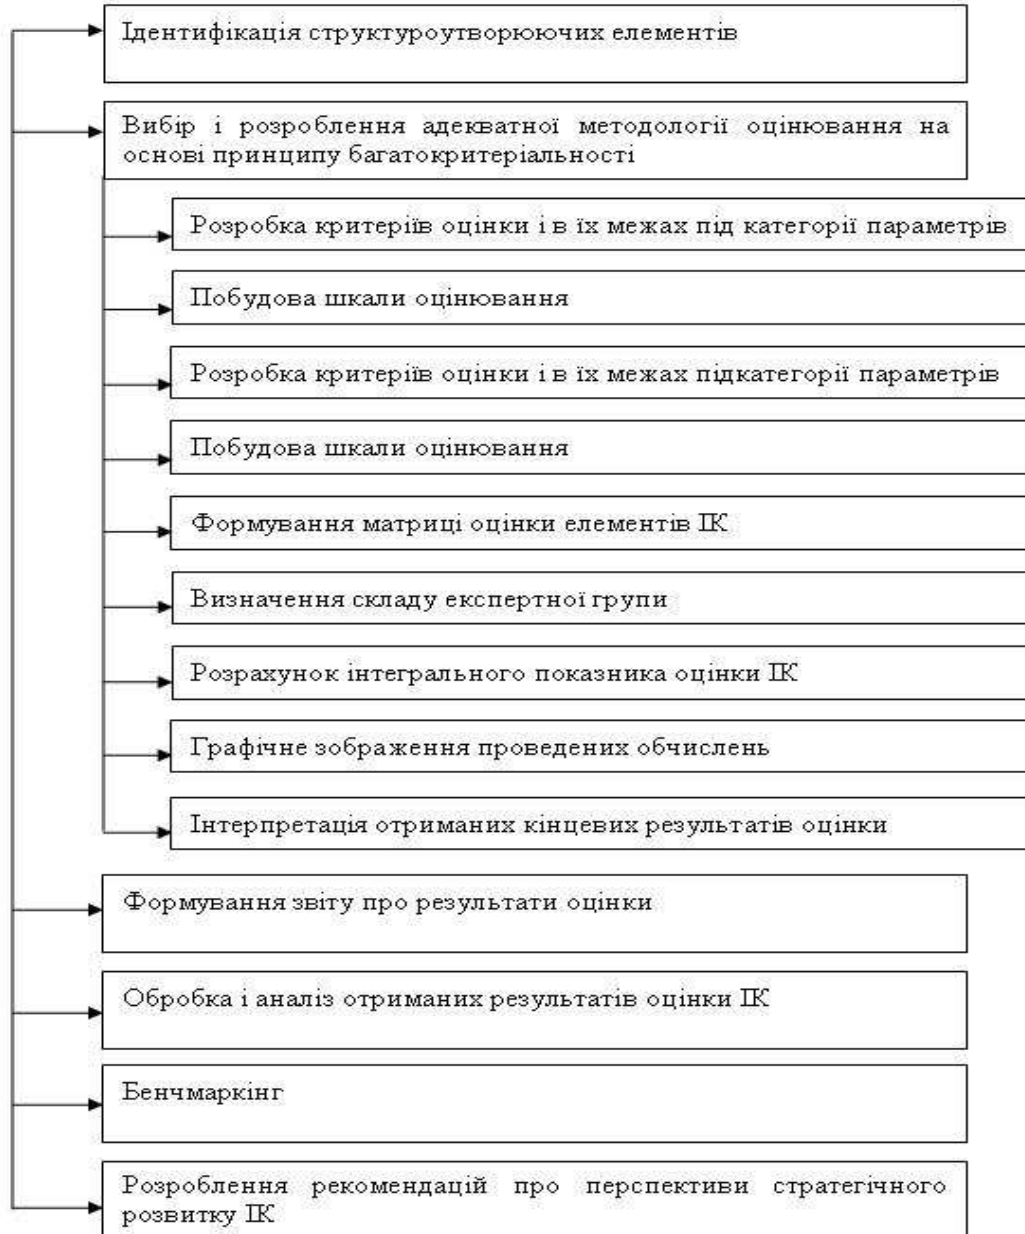 Ідентифікація структуроутворюючих елементів
Вибір і розроблення адекватної методології оцінювання на
основі принципу багатокритеріальності
Розробка критеріїв оцінки і в їх межах під категорії параметрів
Побудова шкали оцінювання
Розробка критеріїв оцінки і в їх межах підкатегорії параметрів
Побудова шкали оцінювання
Формування матриці оцінки елементів ІК
Визначення складу експертної групи
Розрахунок інтегрального показника оцінки ІК
Графічне зображення проведених обчислень
Інтерпретація отриманих кінцевих результатів оцінки
Формування звіту про результати оцінки
Обробка і аналіз отриманих результатів оцінки ІК
Бенчмаркінг
Розроблення рекомендацій про перспективи стратегічного
розвитку ІК